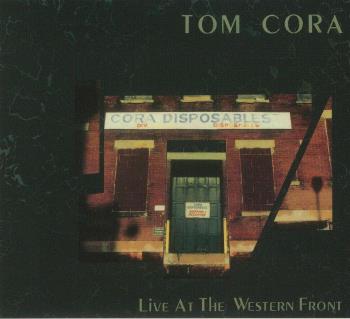 TOM CORA
CORA DISPOSABLES
LIVE AT THE WESTERN FRONT